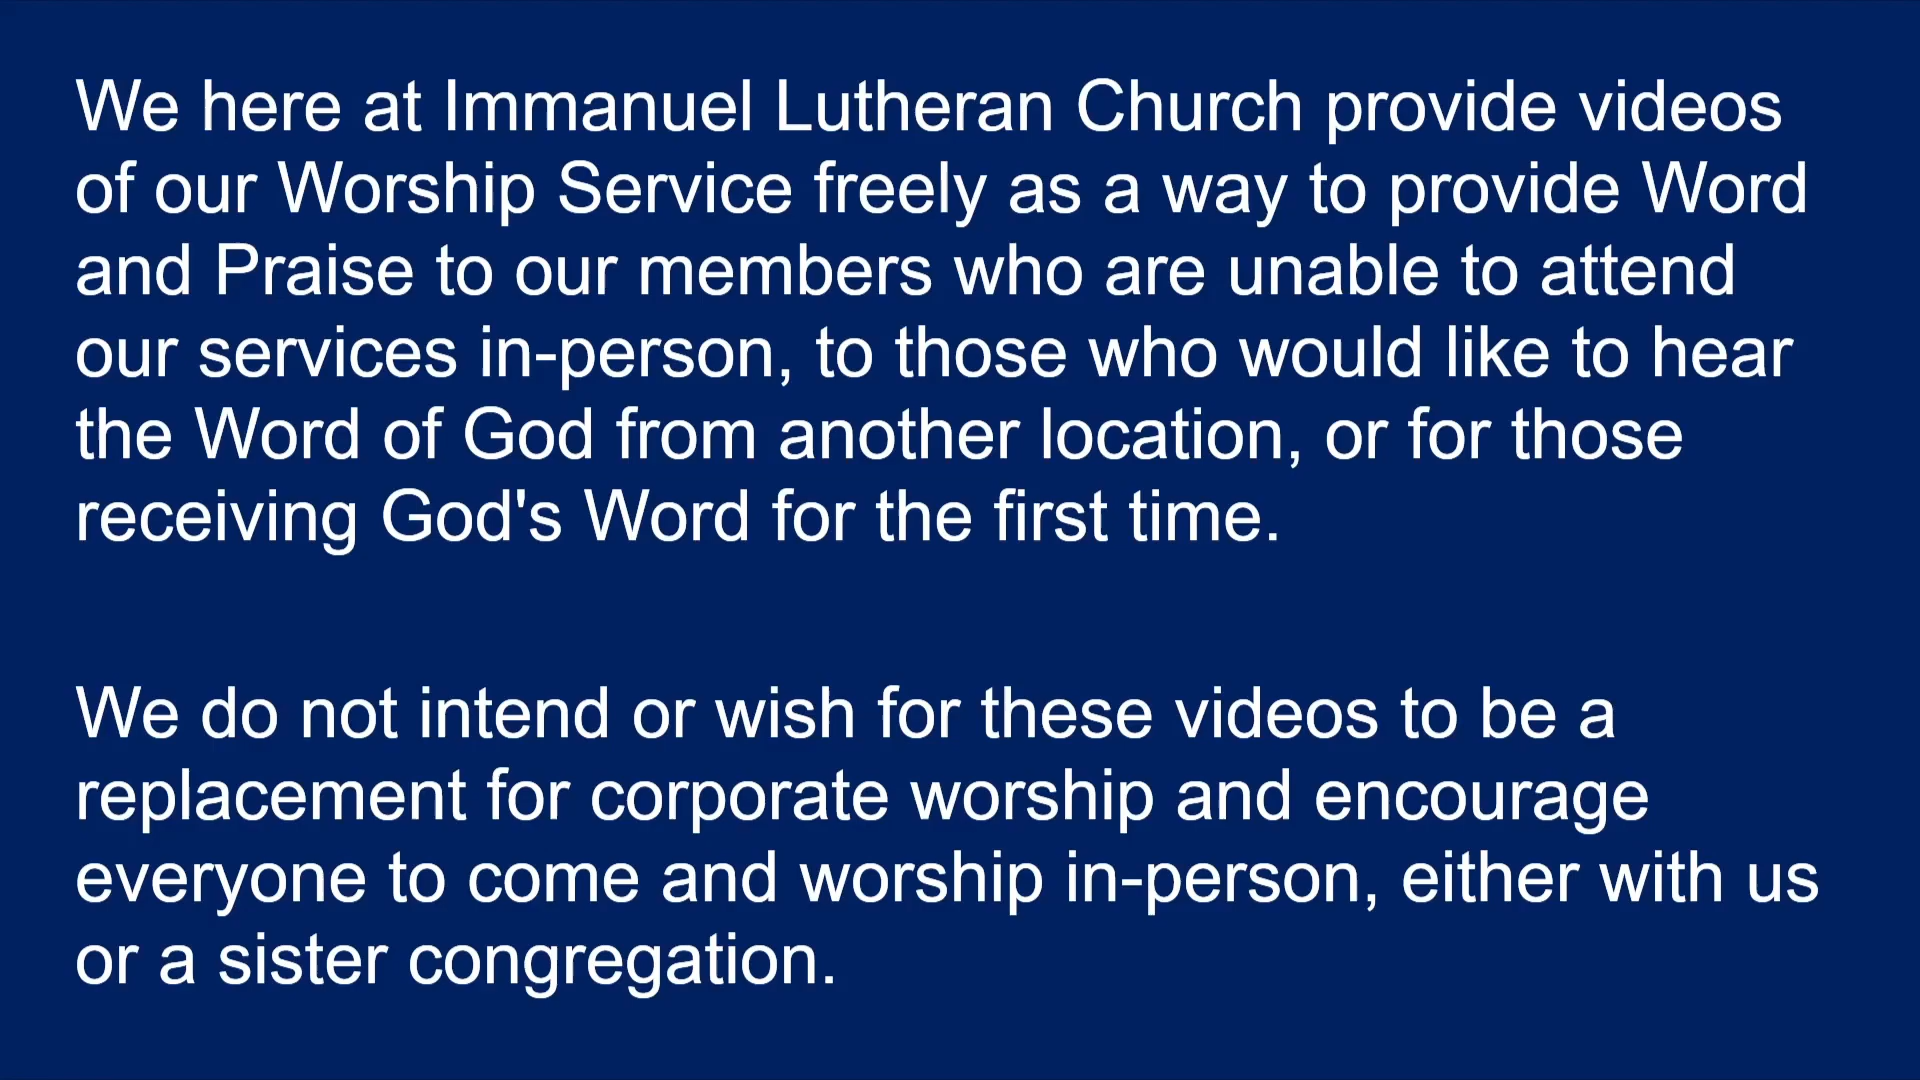 We here at Immanuel Lutheran Church provide videos
of our Worship Service freely as a way to provide Word
and Praise to our members who are unable to attend
our services in-person, to those who would like to hear
the Word of God from another location, or for those
receiving God's Word for the first time.
We do not intend or wish for these videos to be a
replacement for corporate worship and encourage
everyone to come and worship in-person, either with us
or a sister congregation.